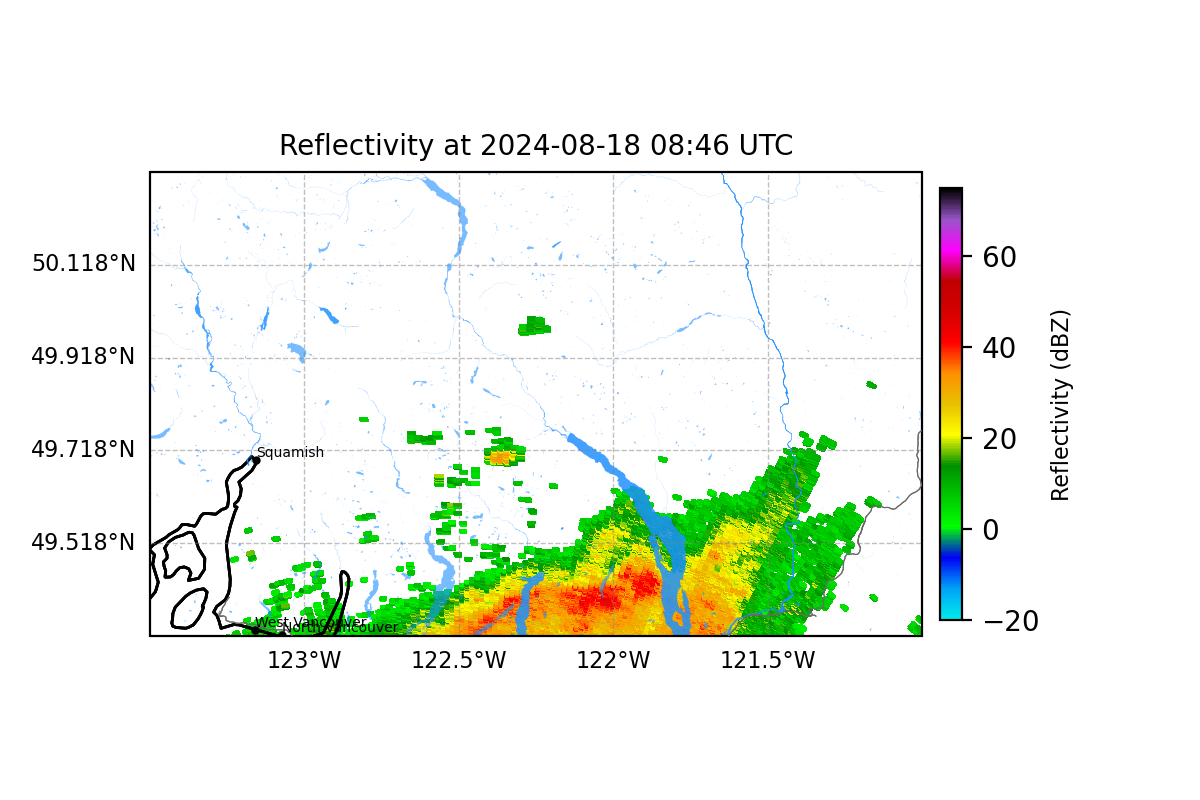 Reflectivity at 2024-08-18 08:46 UTC
50.118°N
49.918°N
49.718°N
49.518°N
123°W
122.5°W
122°W
121.5°W
Squamish
West Vancouver
North Vancouver
60
40
20
0
−20
Reflectivity (dBZ)